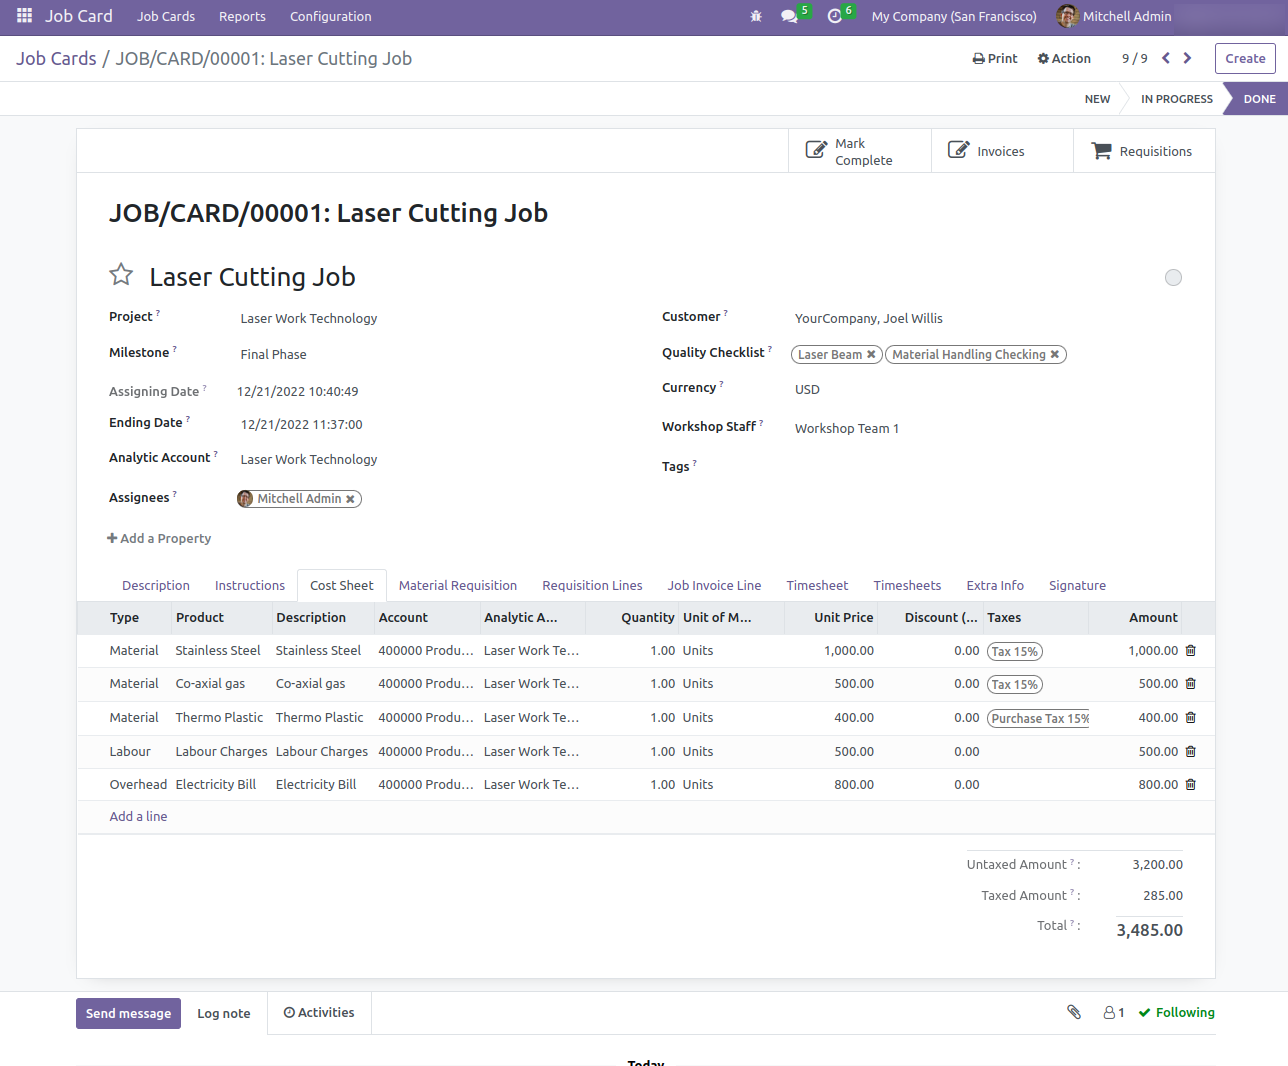 Job Card Job Cards Reports Configuration 5 6 My Company (San Francisco) Mitchell Admin
Job Cards / JOB/CARD/00001: Laser Cutting Job Print Action 9 / 9 Create
NEW IN PROGRESS DONE
Mark Complete Invoices Requisitions
JOB/CARD/00001: Laser Cutting Job
Laser Cutting Job
Project ? Laser Work Technology Customer ? YourCompany, Joel Willis
Milestone ? Final Phase Quality Checklist ? Laser Beam ✖ Material Handling Checking ✖
Assigning Date ? 12/21/2022 10:40:49 Currency ? USD
Ending Date ? 12/21/2022 11:37:00 Workshop Staff ? Workshop Team 1
Analytic Account ? Laser Work Technology Tags ?
Assignees ? Mitchell Admin ✖
+ Add a Property
Description Instructions Cost Sheet Material Requisition Requisition Lines Job Invoice Line Timesheet Timesheets Extra Info Signature
Type Product Description Account Analytic A... Quantity Unit of M... Unit Price Discount (... Taxes Amount
Material Stainless Steel Stainless Steel 400000 Produ... Laser Work Te... 1.00 Units 1,000.00 0.00 Tax 15% 1,000.00
Material Co-axial gas Co-axial gas 400000 Produ... Laser Work Te... 1.00 Units 500.00 0.00 Tax 15% 500.00
Material Thermo Plastic Thermo Plastic 400000 Produ... Laser Work Te... 1.00 Units 400.00 0.00 Purchase Tax 15% 400.00
Labour Labour Charges Labour Charges 400000 Produ... Laser Work Te... 1.00 Units 500.00 0.00 500.00
Overhead Electricity Bill Electricity Bill 400000 Produ... Laser Work Te... 1.00 Units 800.00 0.00 800.00
Add a line
Untaxed Amount ? : 3,200.00
Taxed Amount ? : 285.00
Total ? : 3,485.00
Send message Log note Activities 1 Following
Today